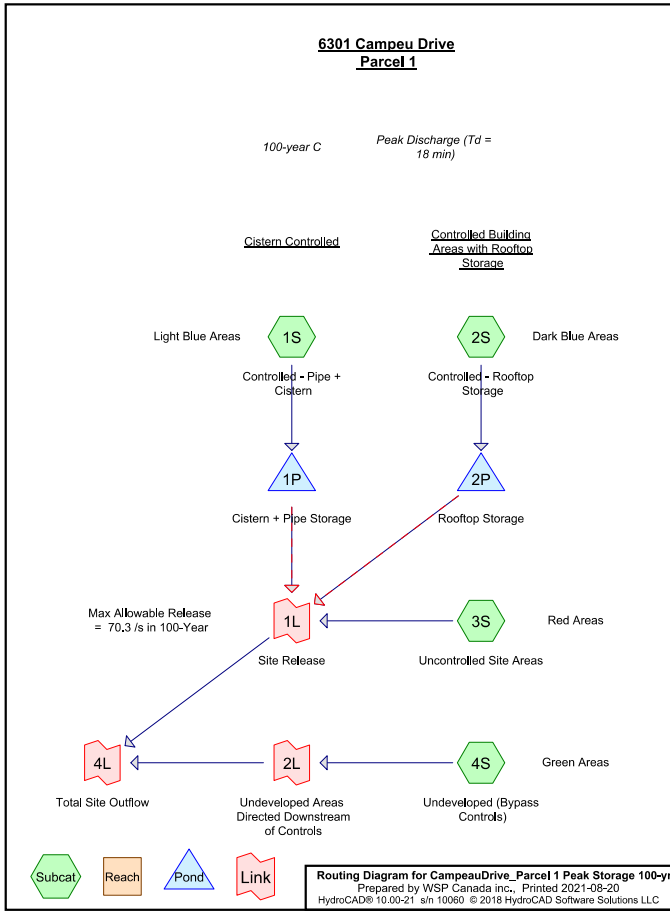 6301 Campeu Drive
Parcel 1
100-year C
Peak Discharge (Td =
18 min)
Cistern Controlled
Controlled Building
Areas with Rooftop
Storage
Light Blue Areas
1S
2S
Dark Blue Areas
Controlled - Pipe +
Cistern
Controlled - Rooftop
Storage
1P
2P
Cistern + Pipe Storage
Rooftop Storage
Max Allowable Release
= 70.3 /s in 100-Year
1L
3S
Red Areas
Site Release
Uncontrolled Site Areas
4L
2L
4S
Green Areas
Total Site Outflow
Undeveloped Areas
Directed Downstream
of Controls
Undeveloped (Bypass
Controls)
Subcat
Reach
Pond
Link
Routing Diagram for CampeauDrive_Parcel 1 Peak Storage 100-yr
Prepared by WSP Canada inc., Printed 2021-08-20
HydroCAD® 10.00-21 s/n 10060 © 2018 HydroCAD Software Solutions LLC